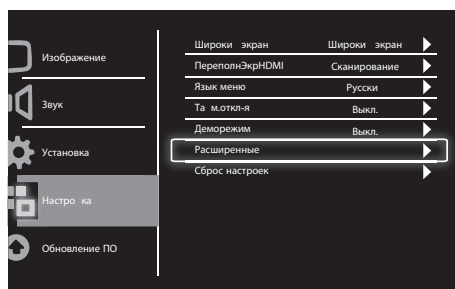 Изображение
Звук
Установка
Настро ка
Обновление ПО
Широки экран Широки экран
ПереполнЭкрHDMI Сканирование
Язык меню Русски
Та м.откл-я Выкл.
Деморежим Выкл.
Расширенные
Сброс настроек